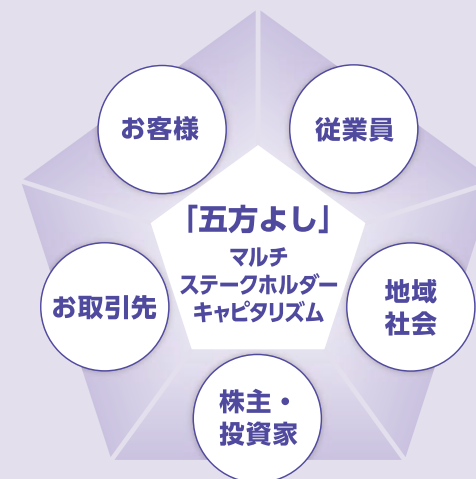 お客様
従業員
「五方よし」
マルチ
ステークホルダー
キャピタリズム
お取引先
地域
社会
株主・
投資家